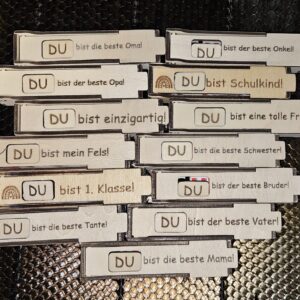 DU bist die beste Oma!
DU bist der beste Onkel!
DU bist der beste Opa!
DU bist Schulkind!
DU bist einzigartig!
DU bist eine tolle Fr
DU bist mein Fels!
DU bist die beste Schwester!
DU bist 1. Klasse!
DU bist der beste Bruder!
DU bist die beste Tante!
DU bist der beste Vater!
DU bist die beste Mama!